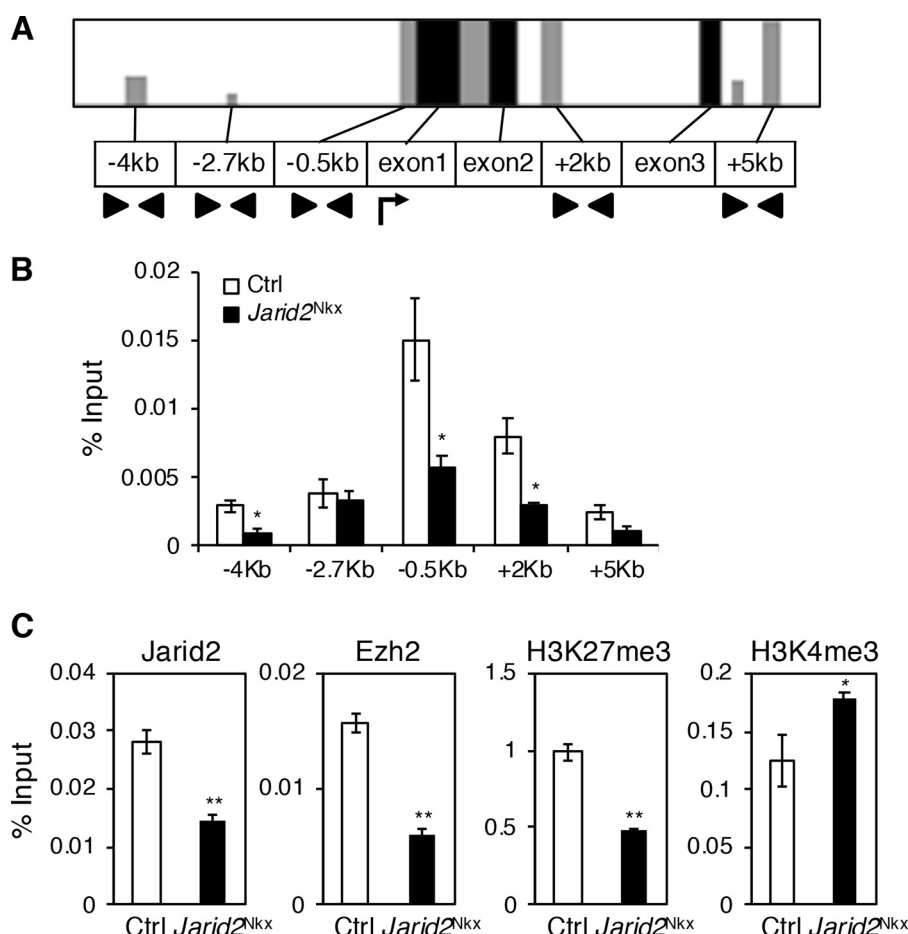 A
-4kb -2.7kb -0.5kb exon1 exon2 +2kb exon3 +5kb
B
0.02
0.015
0.01
0.005
0
% Input
Ctrl
Jarid2Nkx
*
*
*
-4Kb -2.7Kb -0.5Kb +2Kb +5Kb
C
Jarid2
0.04
0.03
0.02
0.01
0
% Input
**
Ctrl Jarid2Nkx
Ezh2
0.02
0.01
0
**
Ctrl Jarid2Nkx
H3K27me3
1.5
1
0.5
0
**
Ctrl Jarid2Nkx
H3K4me3
0.2
0.15
0.1
0.05
0
*
Ctrl Jarid2Nkx